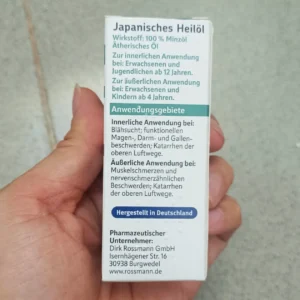 Japanisches Heilöl
Wirkstoff: 100 % Minzöl
Ätherisches Öl
Zur innerlichen Anwendung
bei: Erwachsenen und
Jugendlichen ab 12 Jahren.
Zur äußerlichen Anwendung
bei: Erwachsenen und
Kindern ab 4 Jahren.
Anwendungsgebiete
Innerliche Anwendung bei:
Blähsucht; funktionellen
Magen-, Darm- und Gallen-
beschwerden; Katarrhen der
oberen Luftwege.
Äußerliche Anwendung bei:
Muskelschmerzen und
nervenschmerzähnlichen
Beschwerden; Katarrhen
der oberen Luftwege.
Hergestellt in Deutschland
Pharmazeutischer
Unternehmer:
Dirk Rossmann GmbH
Isernhägener Str. 16
30938 Burgwedel
www.rossmann.de